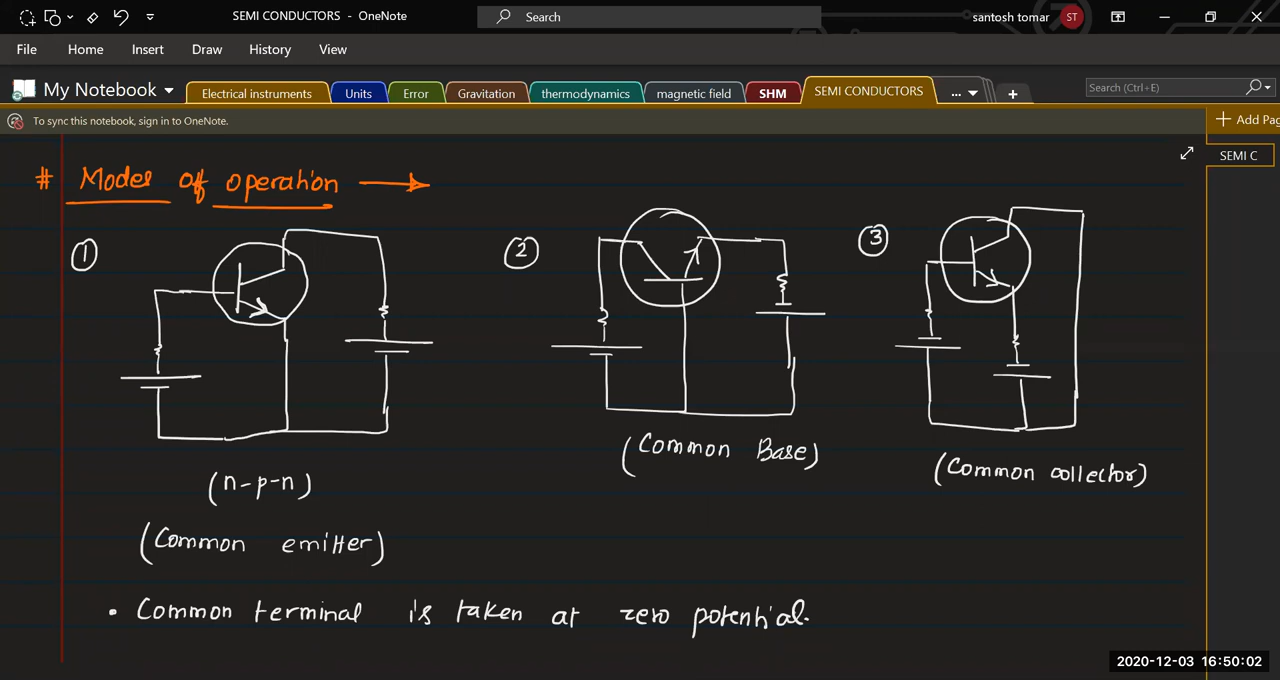 SEMI CONDUCTORS - OneNote
Search
santosh tomar
ST
File Home Insert Draw History View
My Notebook
Electrical instruments
Units
Error
Gravitation
thermodynamics
magnetic field
SHM
SEMI CONDUCTORS
...
Search (Ctrl+E)
To sync this notebook, sign in to OneNote.
Add Pag
SEMI C
# Modes of operation →
①
②
③
(n-p-n)
(Common emitter)
(Common Base)
(Common collector)
• Common terminal is taken at zero potential.
2020-12-03 16:50:02